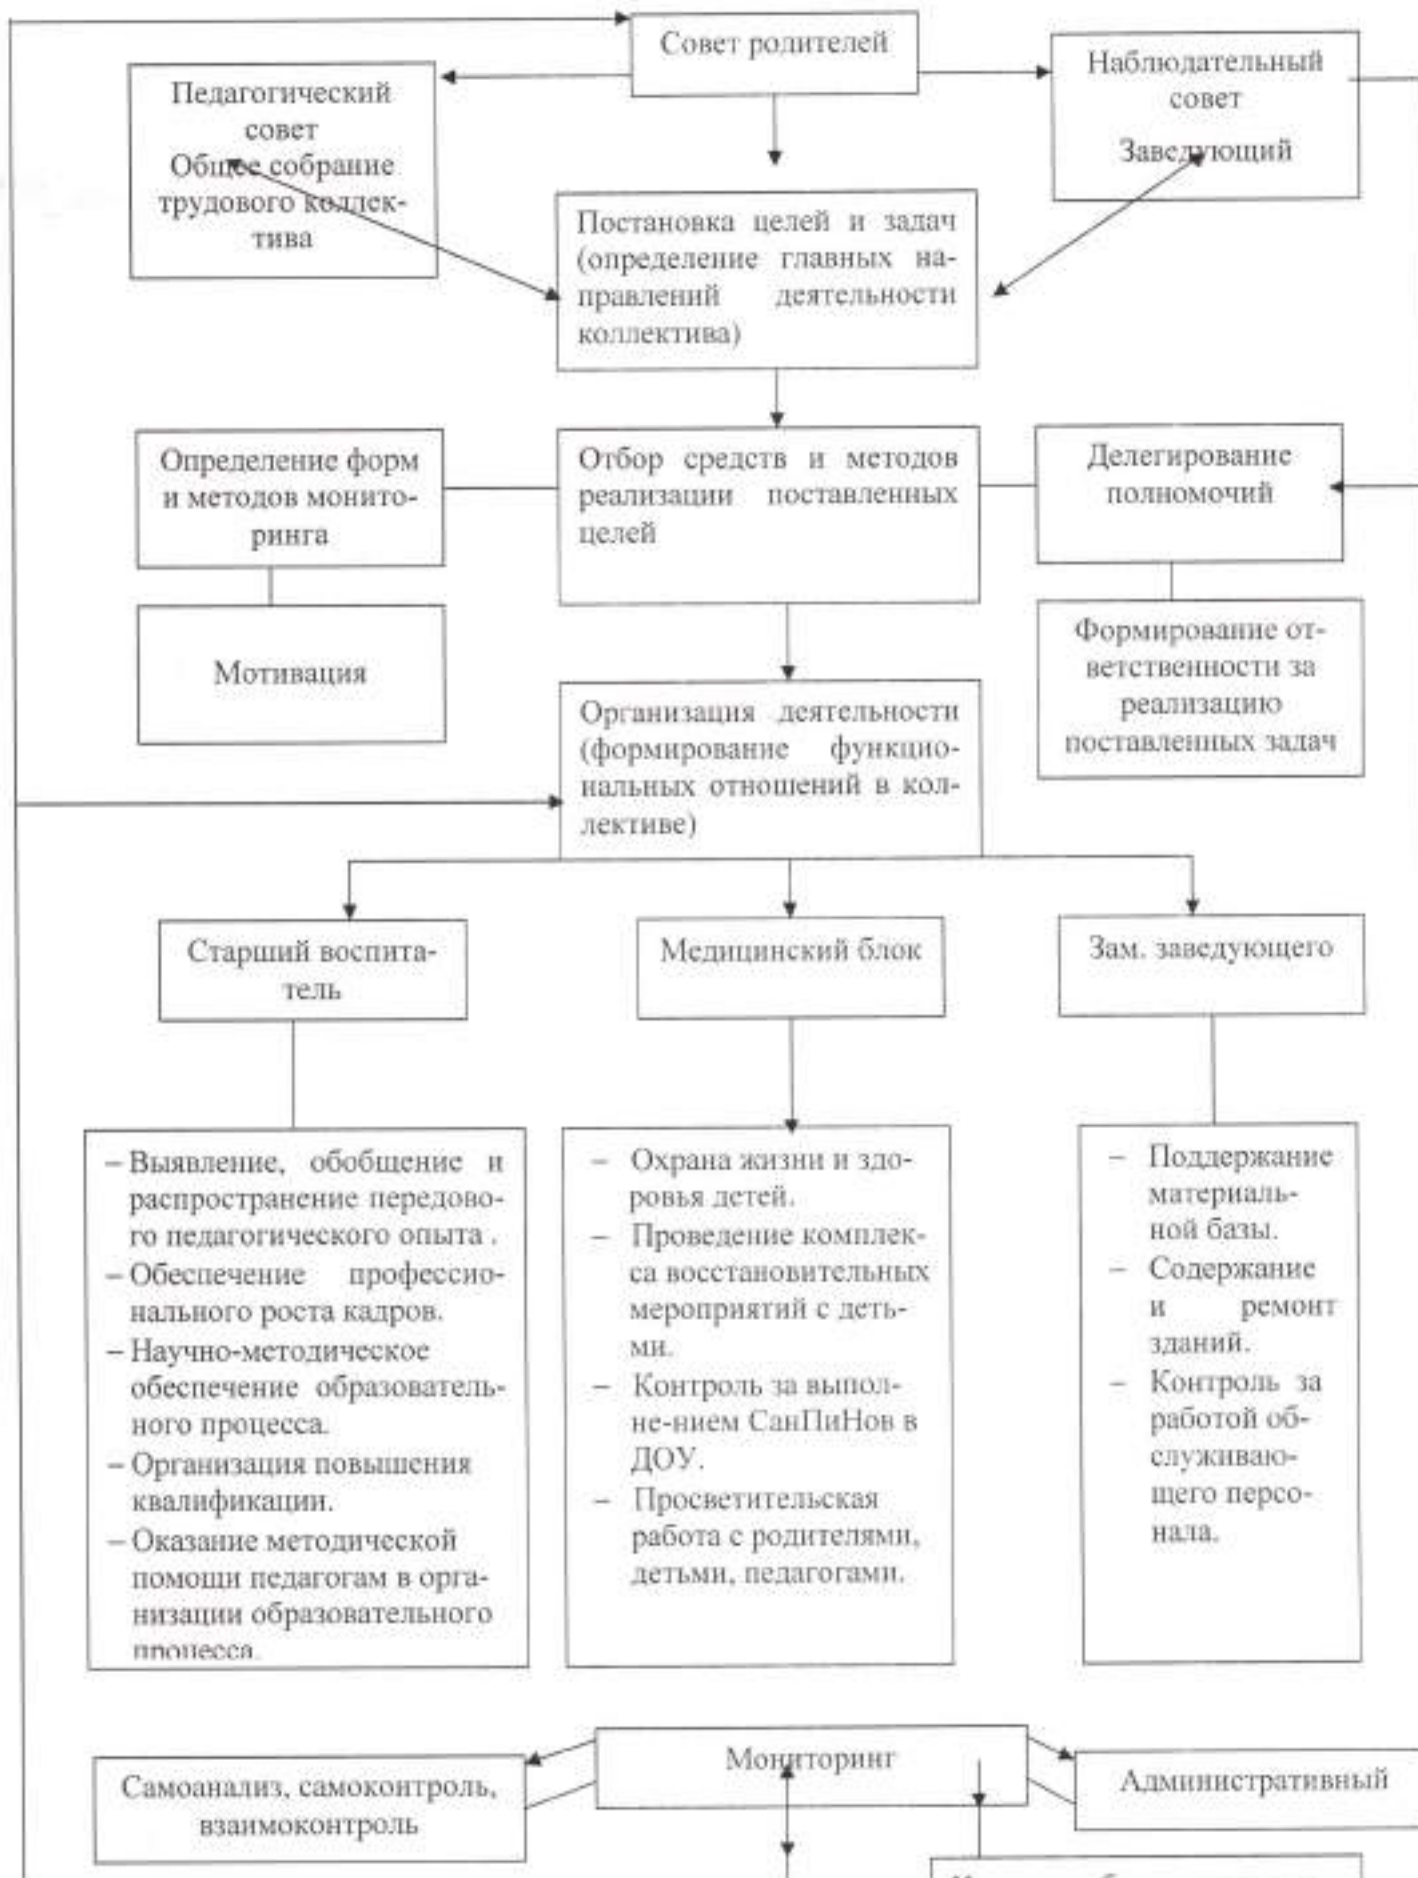 Совет родителей
Педагогический
совет
Общее собрание
трудового коллек-
тива
Наблюдательный
совет
Заведующий
Постановка целей и задач
(определение главных на-
правлений деятельности
коллектива)
Определение форм
и методов монито-
ринга
Отбор средств и методов
реализации поставленных
целей
Делегирование
полномочий
Мотивация
Формирование от-
ветственности за
реализацию
поставленных задач
Организация деятельности
(формирование функцио-
нальных отношений в кол-
лективе)
Старший воспита-
тель
Медицинский блок
Зам. заведующего
– Выявление, обобщение и
распространение передово-
го педагогического опыта .
– Обеспечение профессио-
нального роста кадров.
– Научно-методическое
обеспечение образователь-
ного процесса.
– Организация повышения
квалификации.
– Оказание методической
помощи педагогам в орга-
низации образовательного
процесса.
– Охрана жизни и здо-
ровья детей.
– Проведение комплек-
са восстановительных
мероприятий с деть-
ми.
– Контроль за выпол-
не-нием СанПиНов в
ДОУ.
– Просветительская
работа с родителями,
детьми, педагогами.
– Поддержание
материаль-
ной базы.
– Содержание
и ремонт
зданий.
– Контроль за
работой об-
служиваю-
щего персо-
нала.
Мониторинг
Самоанализ, самоконтроль,
взаимоконтроль
Административный